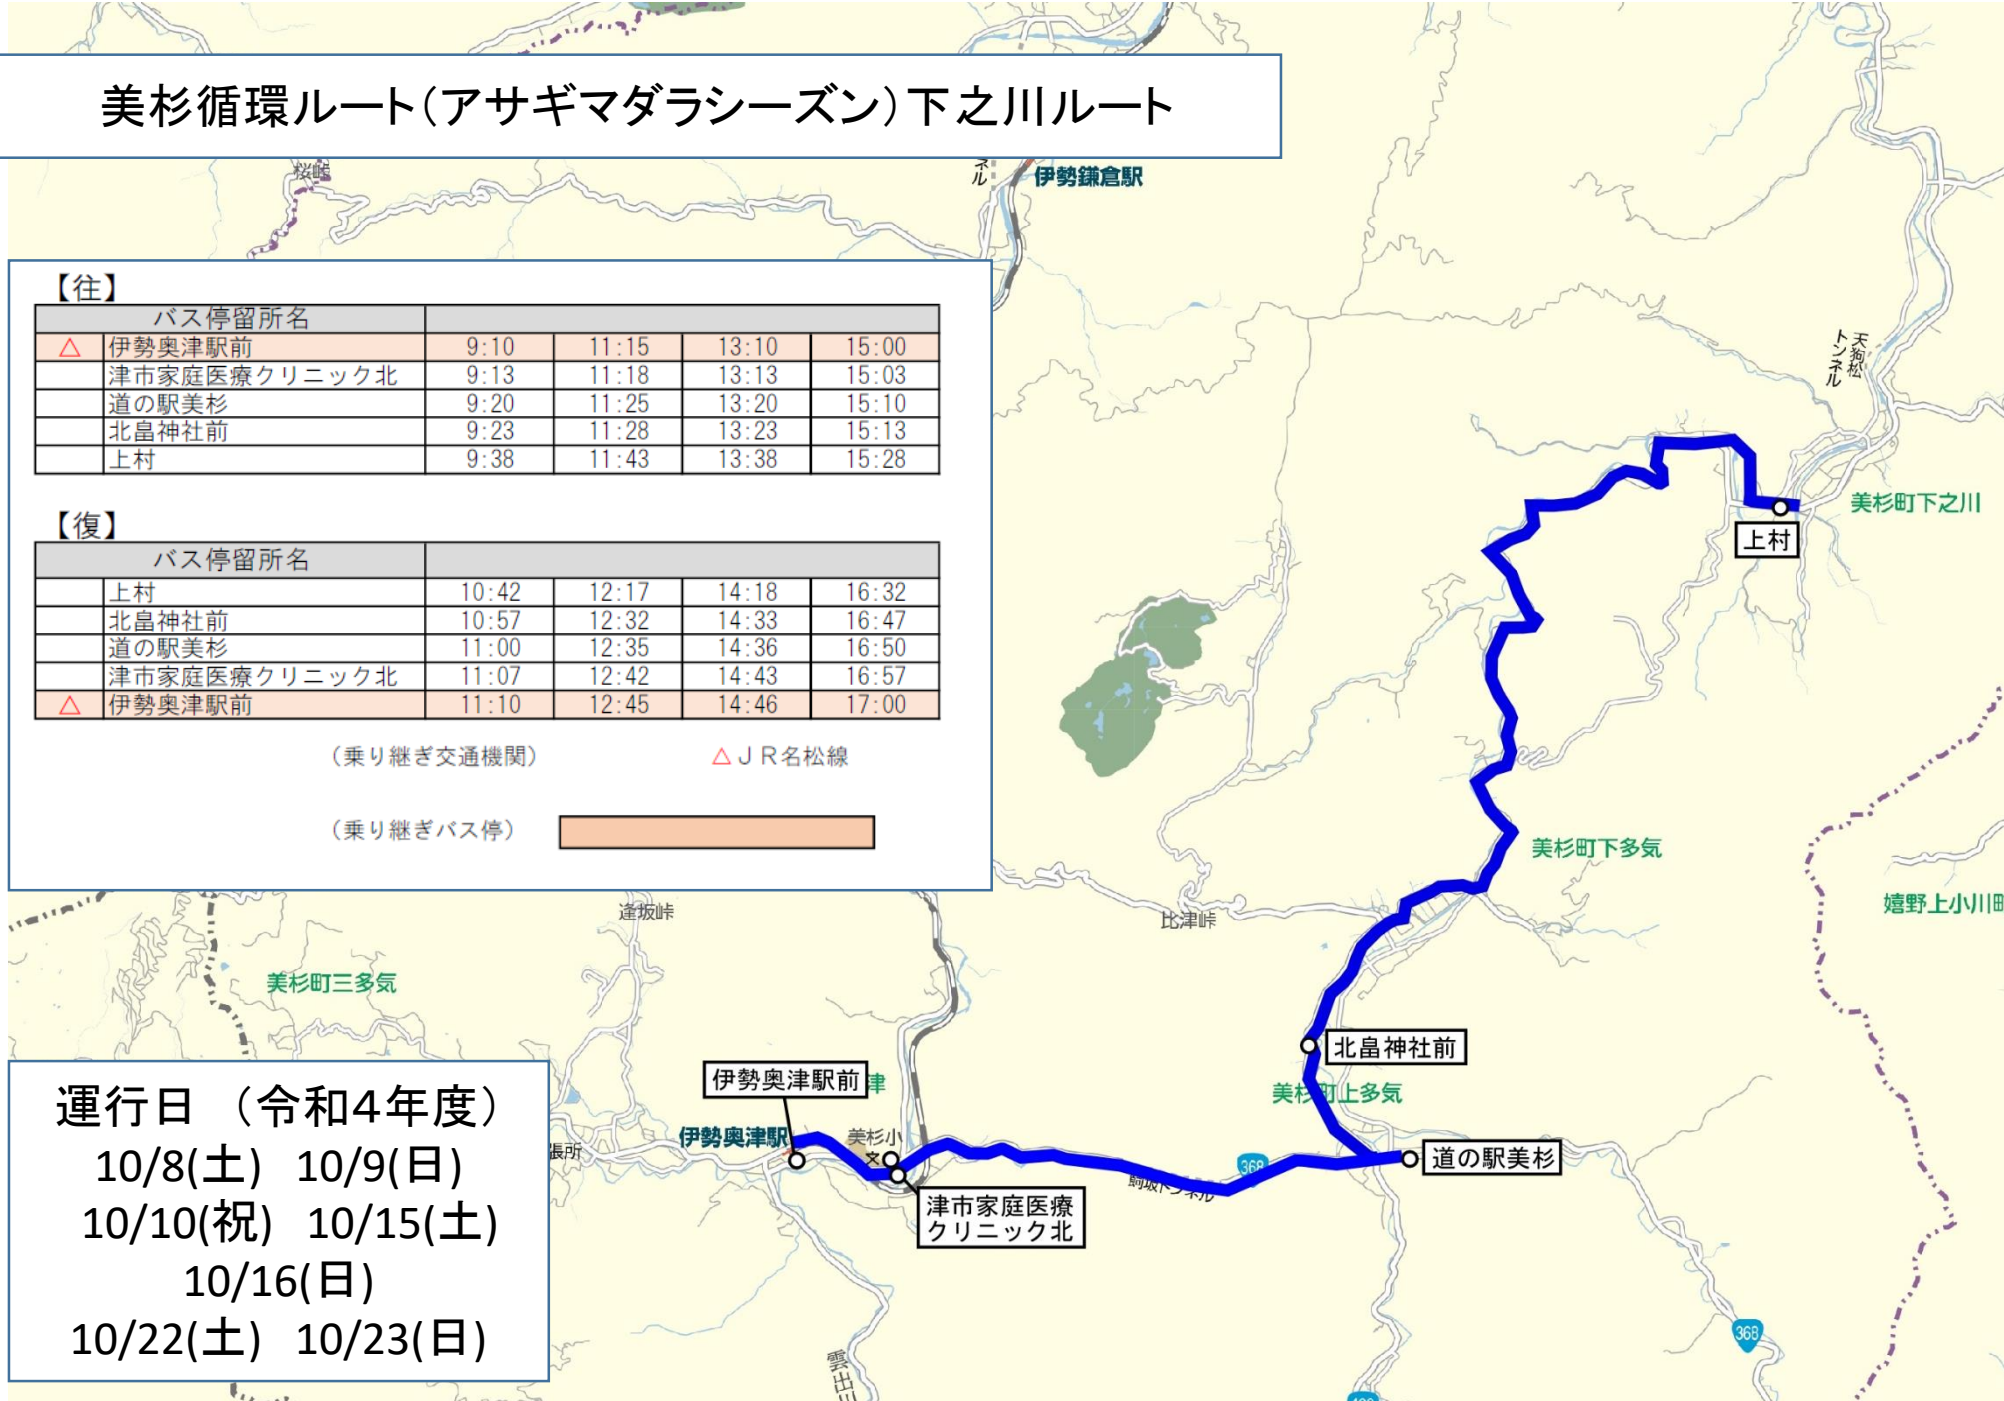 美杉循環ルート(アサギマダラシーズン)下之川ルート
桜峠
ネル
伊勢鎌倉駅
【往】
バス停留所名
△ 伊勢奥津駅前 9:10 11:15 13:10 15:00
津市家庭医療クリニック北 9:13 11:18 13:13 15:03
道の駅美杉 9:20 11:25 13:20 15:10
北畠神社前 9:23 11:28 13:23 15:13
上村 9:38 11:43 13:38 15:28
【復】
バス停留所名
上村 10:42 12:17 14:18 16:32
北畠神社前 10:57 12:32 14:33 16:47
道の駅美杉 11:00 12:35 14:36 16:50
津市家庭医療クリニック北 11:07 12:42 14:43 16:57
△ 伊勢奥津駅前 11:10 12:45 14:46 17:00
(乗り継ぎ交通機関) △ＪＲ名松線
(乗り継ぎバス停)
天狗松
トンネル
美杉町下之川
上村
美杉町下多気
嬉野上小川町
逢坂峠
比津峠
美杉町三多気
北畠神社前
美杉町上多気
伊勢奥津駅前
津
伊勢奥津駅
美杉小
文
張所
津市家庭医療
クリニック北
368
道の駅美杉
368
運行日 (令和4年度)
10/8(土) 10/9(日)
10/10(祝) 10/15(土)
10/16(日)
10/22(土) 10/23(日)
雲出